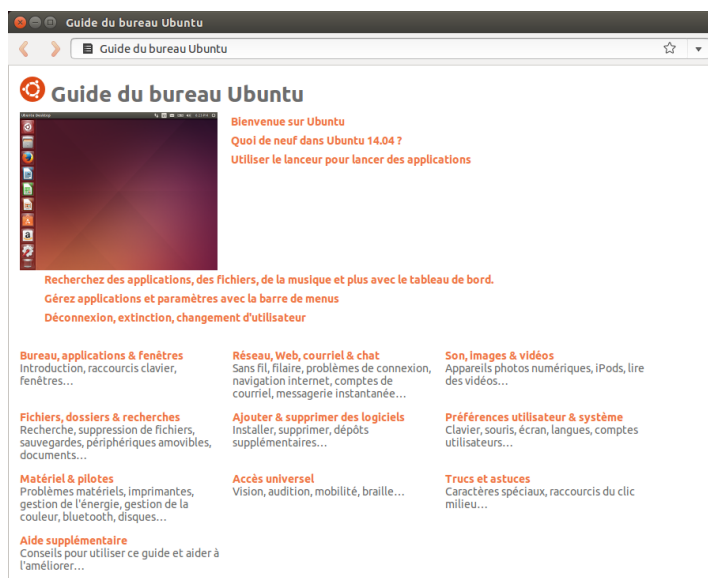 Guide du bureau Ubuntu
Guide du bureau Ubuntu
Guide du bureau Ubuntu
Bienvenue sur Ubuntu
Quoi de neuf dans Ubuntu 14.04 ?
Utiliser le lanceur pour lancer des applications
Recherchez des applications, des fichiers, de la musique et plus avec le tableau de bord.
Gérez applications et paramètres avec la barre de menus
Déconnexion, extinction, changement d'utilisateur
Bureau, applications & fenêtres
Introduction, raccourcis clavier,
fenêtres…
Réseau, Web, courriel & chat
Sans fil, filaire, problèmes de connexion,
navigation internet, comptes de
courriel, messagerie instantanée…
Son, images & vidéos
Appareils photos numériques, iPods, lire
des vidéos…
Fichiers, dossiers & recherches
Recherche, suppression de fichiers,
sauvegardes, périphériques amovibles,
documents…
Ajouter & supprimer des logiciels
Installer, supprimer, dépôts
supplémentaires…
Préférences utilisateur & système
Clavier, souris, écran, langues, comptes
utilisateurs…
Matériel & pilotes
Problèmes matériels, imprimantes,
gestion de l'énergie, gestion de la
couleur, bluetooth, disques…
Accès universel
Vision, audition, mobilité, braille…
Trucs et astuces
Caractères spéciaux, raccourcis du clic
milieu…
Aide supplémentaire
Conseils pour utiliser ce guide et aider à
l'améliorer…